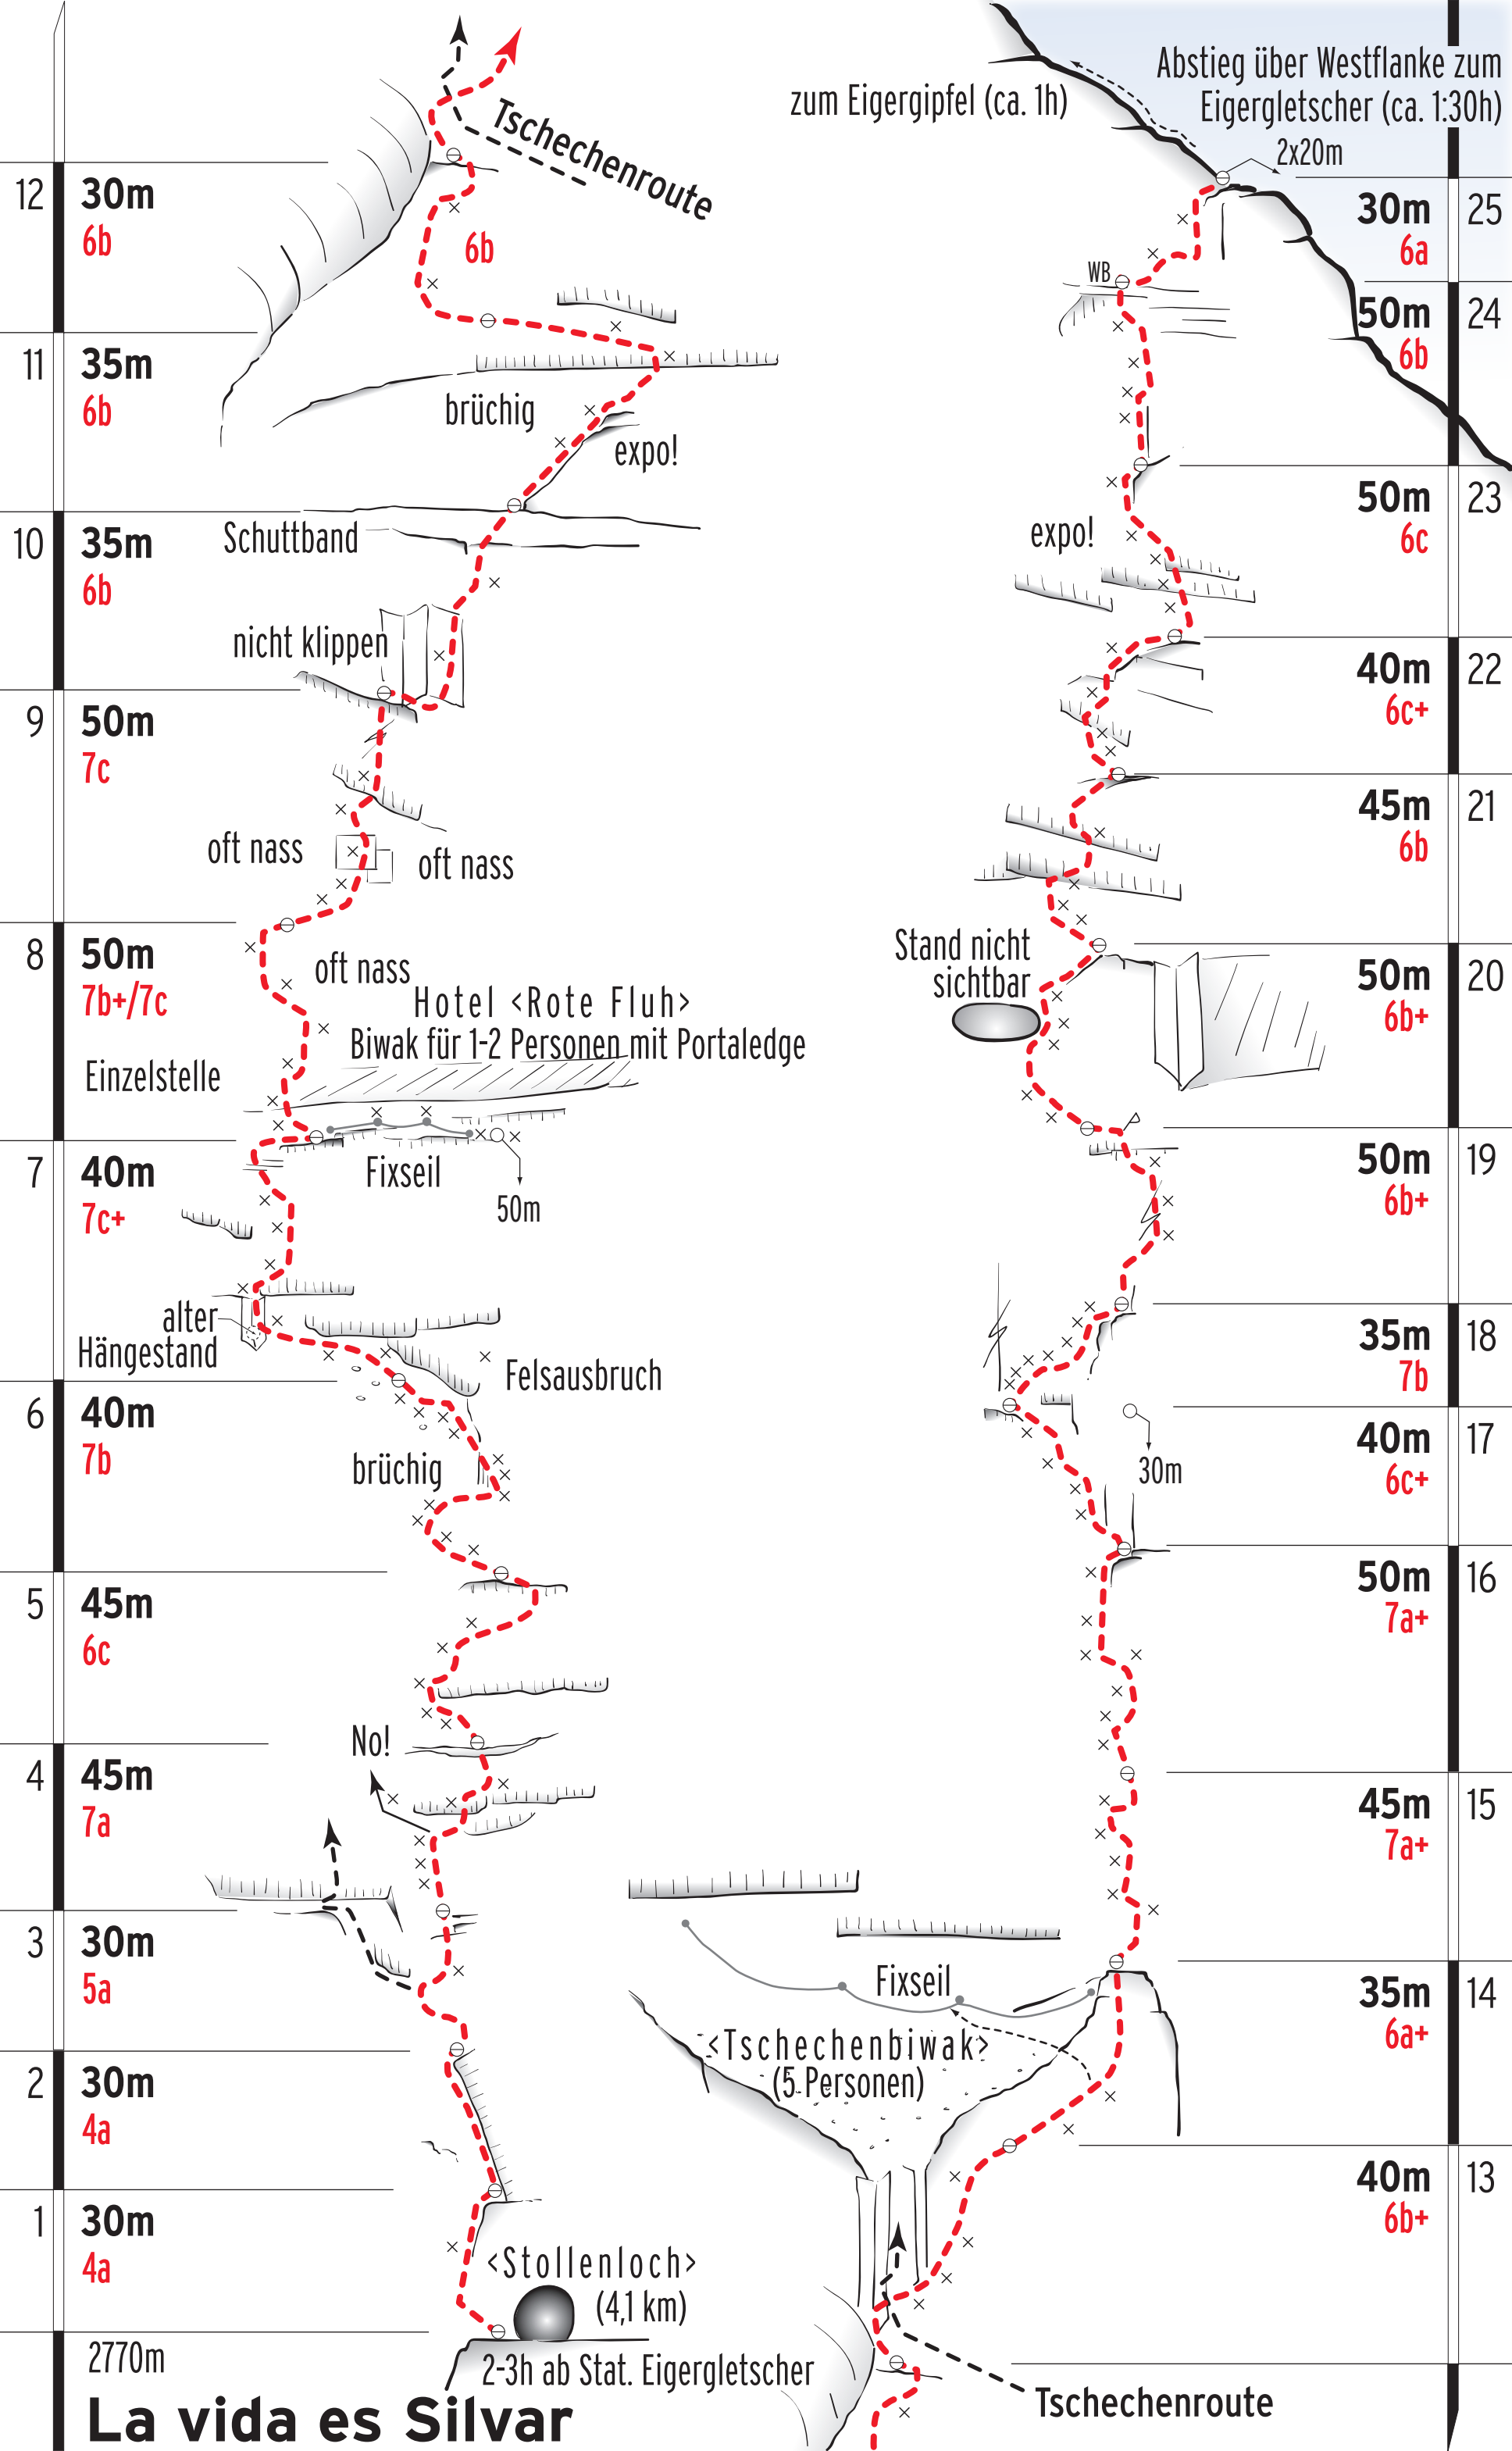 Tschechenroute
12
30m
6b
6b
11
35m
6b
brüchig
expo!
10
35m
6b
Schuttband
nicht klippen
9
50m
7c
oft nass
oft nass
8
50m
7b+/7c
oft nass
Hotel <Rote Fluh>
Biwak für 1-2 Personen mit Portaledge
Einzelstelle
7
40m
7c+
Fixseil
50m
alter
Hängestand
Felsausbruch
6
40m
7b
brüchig
5
45m
6c
No!
4
45m
7a
3
30m
5a
2
30m
4a
1
30m
4a
<Stollenloch>
(4,1 km)
2770m
2-3h ab Stat. Eigergletscher
La vida es Silvar
zum Eigergipfel (ca. 1h)
Abstieg über Westflanke zum
Eigergletscher (ca. 1:30h)
2x20m
30m
6a
25
WB
50m
6b
24
50m
6c
23
expo!
40m
6c+
22
45m
6b
21
Stand nicht
sichtbar
50m
6b+
20
50m
6b+
19
35m
7b
18
40m
6c+
17
30m
50m
7a+
16
45m
7a+
15
Fixseil
35m
6a+
14
<Tschechenbiwak>
(5 Personen)
40m
6b+
13
Tschechenroute